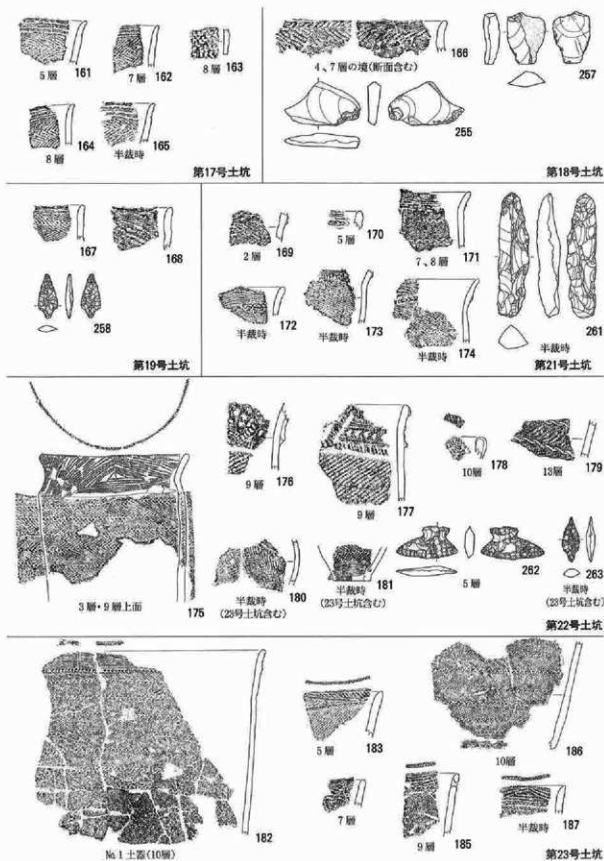 5層 161
7層 162
8層 163
8層 164
半裁時 165
第17号土坑
166
4、7層の境(断面含む)
255
257
第18号土坑
167
168
258
第19号土坑
2層 169
5層 170
7、8層 171
半裁時 172
半裁時 173
半裁時 174
261
半裁時
第21号土坑
3層・9層上面 175
9層 176
9層 177
10層 178
13層 179
半裁時
(23号土坑含む)
180
半裁時
(23号土坑含む)
181
5層 262
263
半裁時
(23号土坑含む)
第22号土坑
No.1土器(10層) 182
5層 183
7層
9層 185
10層 186
半裁時 187
第23号土坑